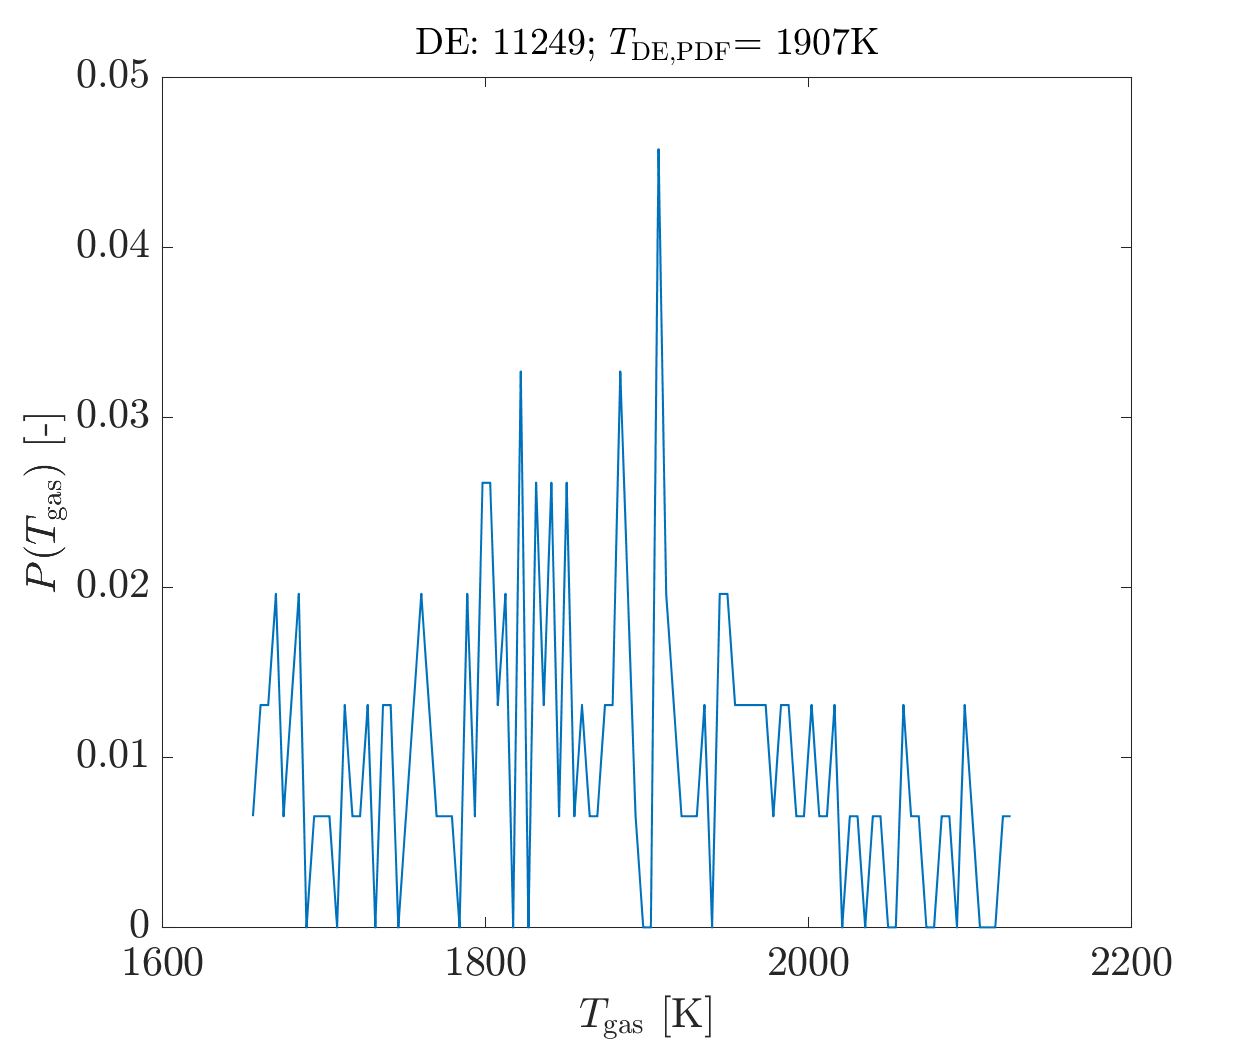 DE: 11249; T_DE,PDF= 1907K
0.05
0.04
0.03
0.02
0.01
0
P(T_gas) [-]
1600 1800 2000 2200
T_gas [K]